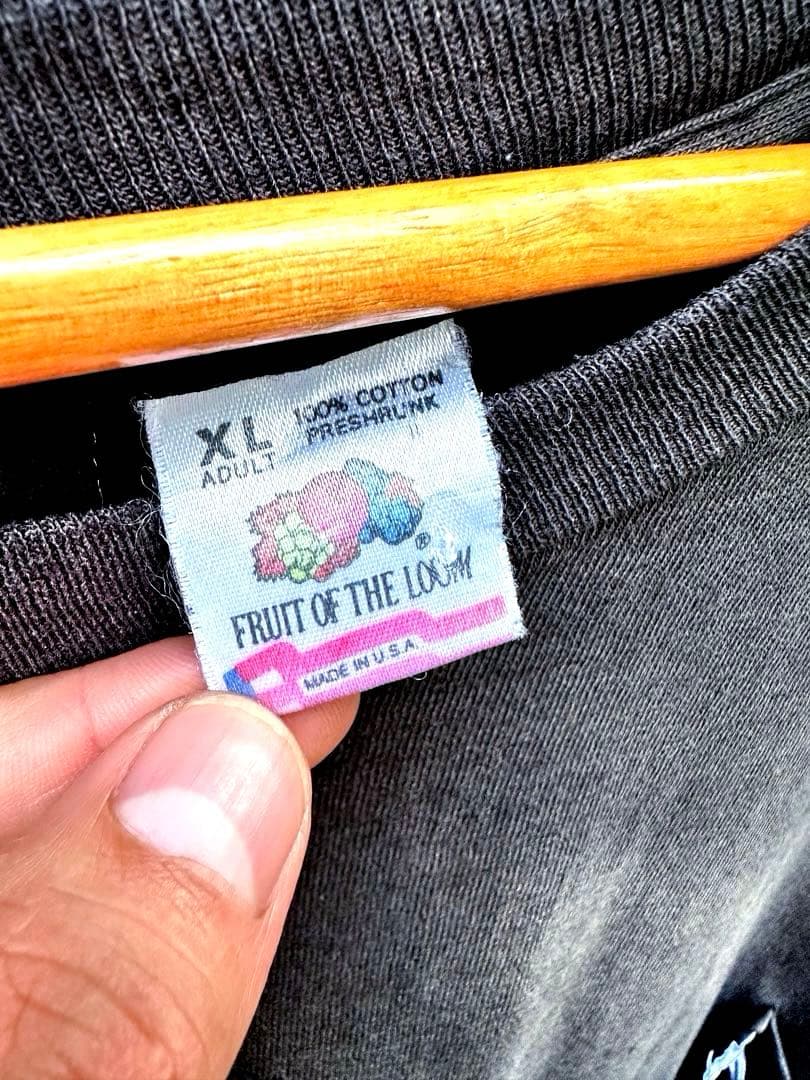 XL
ADULT
100% COTTON
PRESHRUNK
®
FRUIT OF THE LOOM
MADE IN U.S.A.